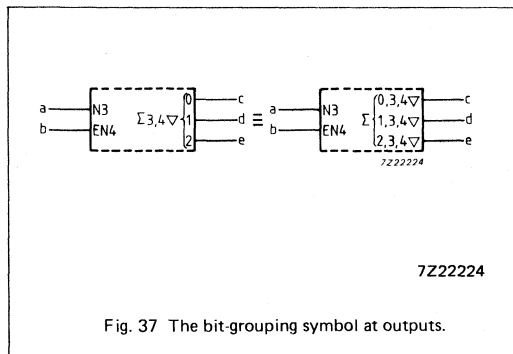 a N3 Σ3,4▽ 0 c ≡ a N3 0,3,4▽ c
b EN4 1 d b EN4 Σ 1,3,4▽ d
2 e 2,3,4▽ e
7Z22224
7Z22224
Fig. 37 The bit-grouping symbol at outputs.